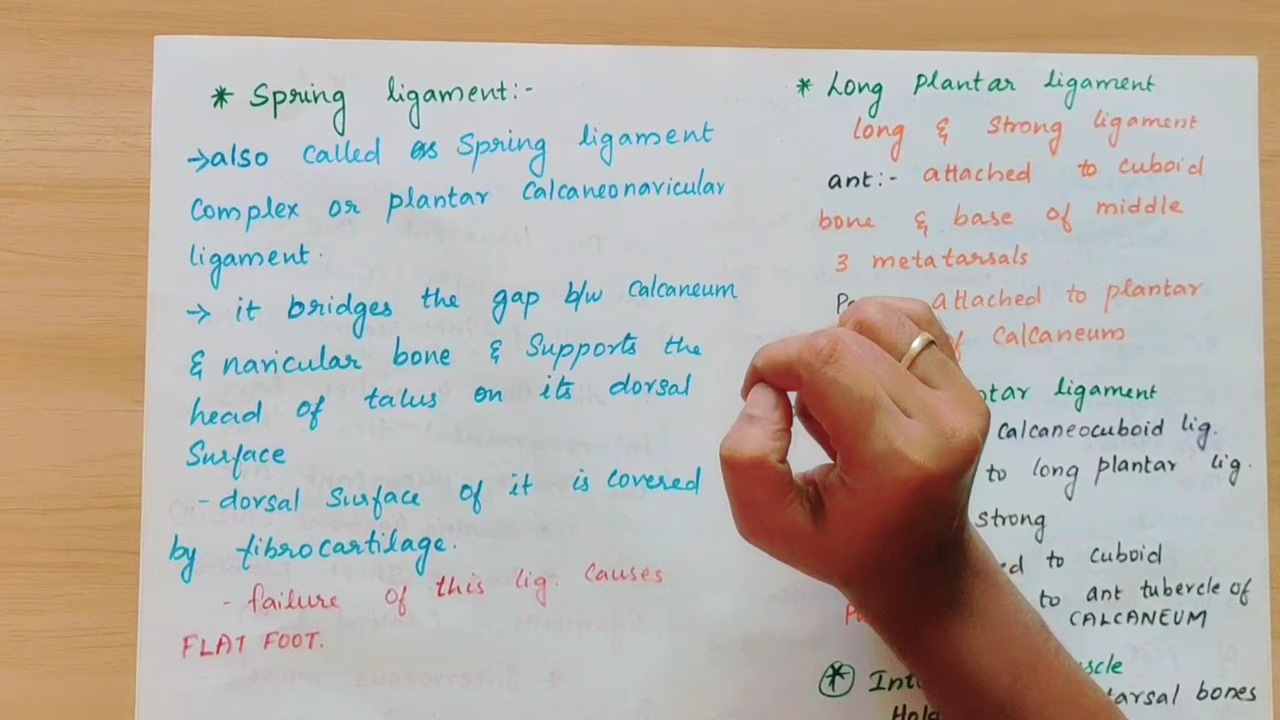 * Spring ligament:-
→also called as Spring ligament
Complex or plantar Calcaneonavicular
ligament.
→ it bridges the gap b/w Calcaneum
& navicular bone & Supports the
head of talus on its dorsal
Surface
- dorsal Surface of it is covered
by fibrocartilage.
- failure of this lig. causes
FLAT FOOT.
* Long Plantar ligament
long & Strong ligament
ant:- attached to cuboid
bone & base of middle
3 metatarsals
attached to plantar
of Calcaneum
ligament
Calcaneocuboid lig.
to long plantar lig.
strong
to cuboid
to ant tubercle of
CALCANEUM
*
tarsal bones